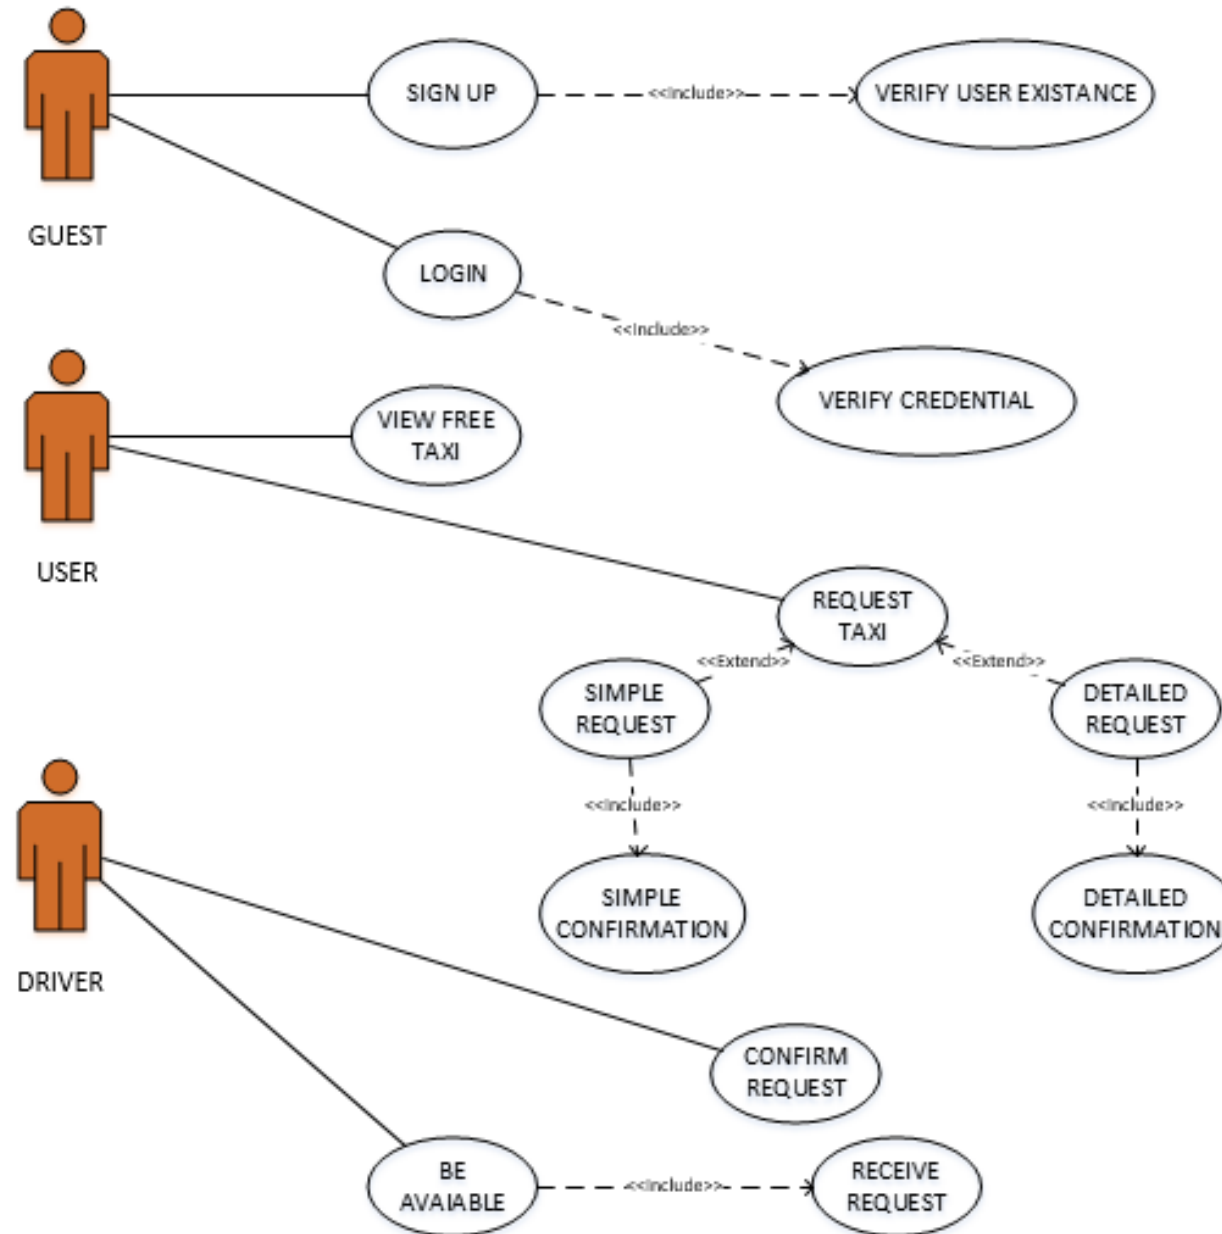 SIGN UP
<<Include>>
VERIFY USER EXISTANCE
GUEST
LOGIN
<<Include>>
VERIFY CREDENTIAL
VIEW FREE
TAXI
USER
REQUEST
TAXI
<<Extend>>
<<Extend>>
SIMPLE
REQUEST
DETAILED
REQUEST
<<Include>>
<<Include>>
SIMPLE
CONFIRMATION
DETAILED
CONFIRMATION
DRIVER
CONFIRM
REQUEST
BE
AVAIABLE
<<Include>>
RECEIVE
REQUEST